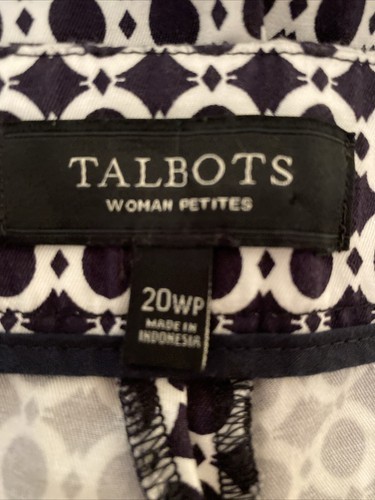 TALBOTS
WOMAN PETITES
20WP
MADE IN
INDONESIA